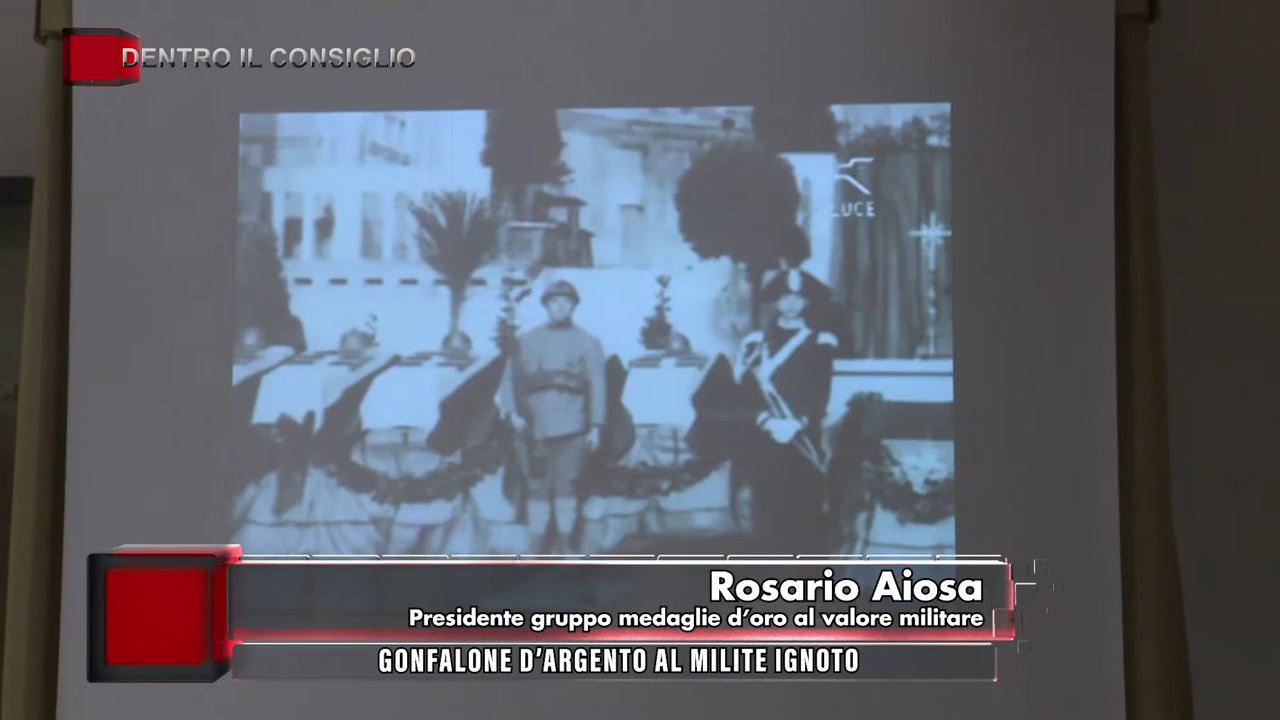 DENTRO IL CONSIGLIO
LUCE
Rosario Aiosa
Presidente gruppo medaglie d'oro al valore militare
GONFALONE D'ARGENTO AL MILITE IGNOTO